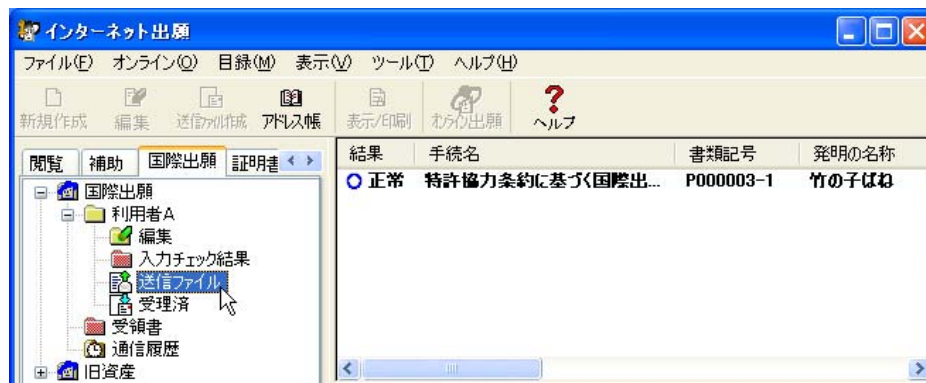 インターネット出願
ファイル(F) オンライン(O) 目録(M) 表示(V) ツール(T) ヘルプ(H)
新規作成 編集 送信ファイル作成 アドレス帳 表示/印刷 オンライン出願 ヘルプ
閲覧 補助 国際出願 証明書
国際出願
利用者A
編集
入力チェック結果
送信ファイル
受理済
受領書
通信履歴
旧資産
結果 手続名 書類記号 発明の名称
正常 特許協力条約に基づく国際出... P000003-1 竹の子ばね